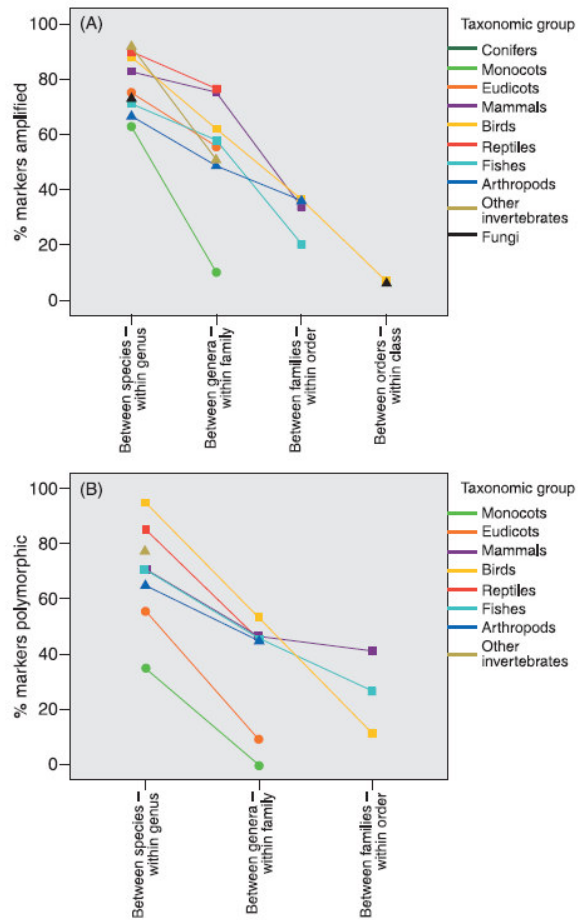 (A)
% markers amplified
100
80
60
40
20
0
Between species –
within genus
Between genera –
within family
Between families –
within order
Between orders –
within class
Taxonomic group
Conifers
Monocots
Eudicots
Mammals
Birds
Reptiles
Fishes
Arthropods
Other
invertebrates
Fungi
(B)
% markers polymorphic
100
80
60
40
20
0
Between species –
within genus
Between genera –
within family
Between families –
within order
Taxonomic group
Monocots
Eudicots
Mammals
Birds
Reptiles
Fishes
Arthropods
Other
invertebrates